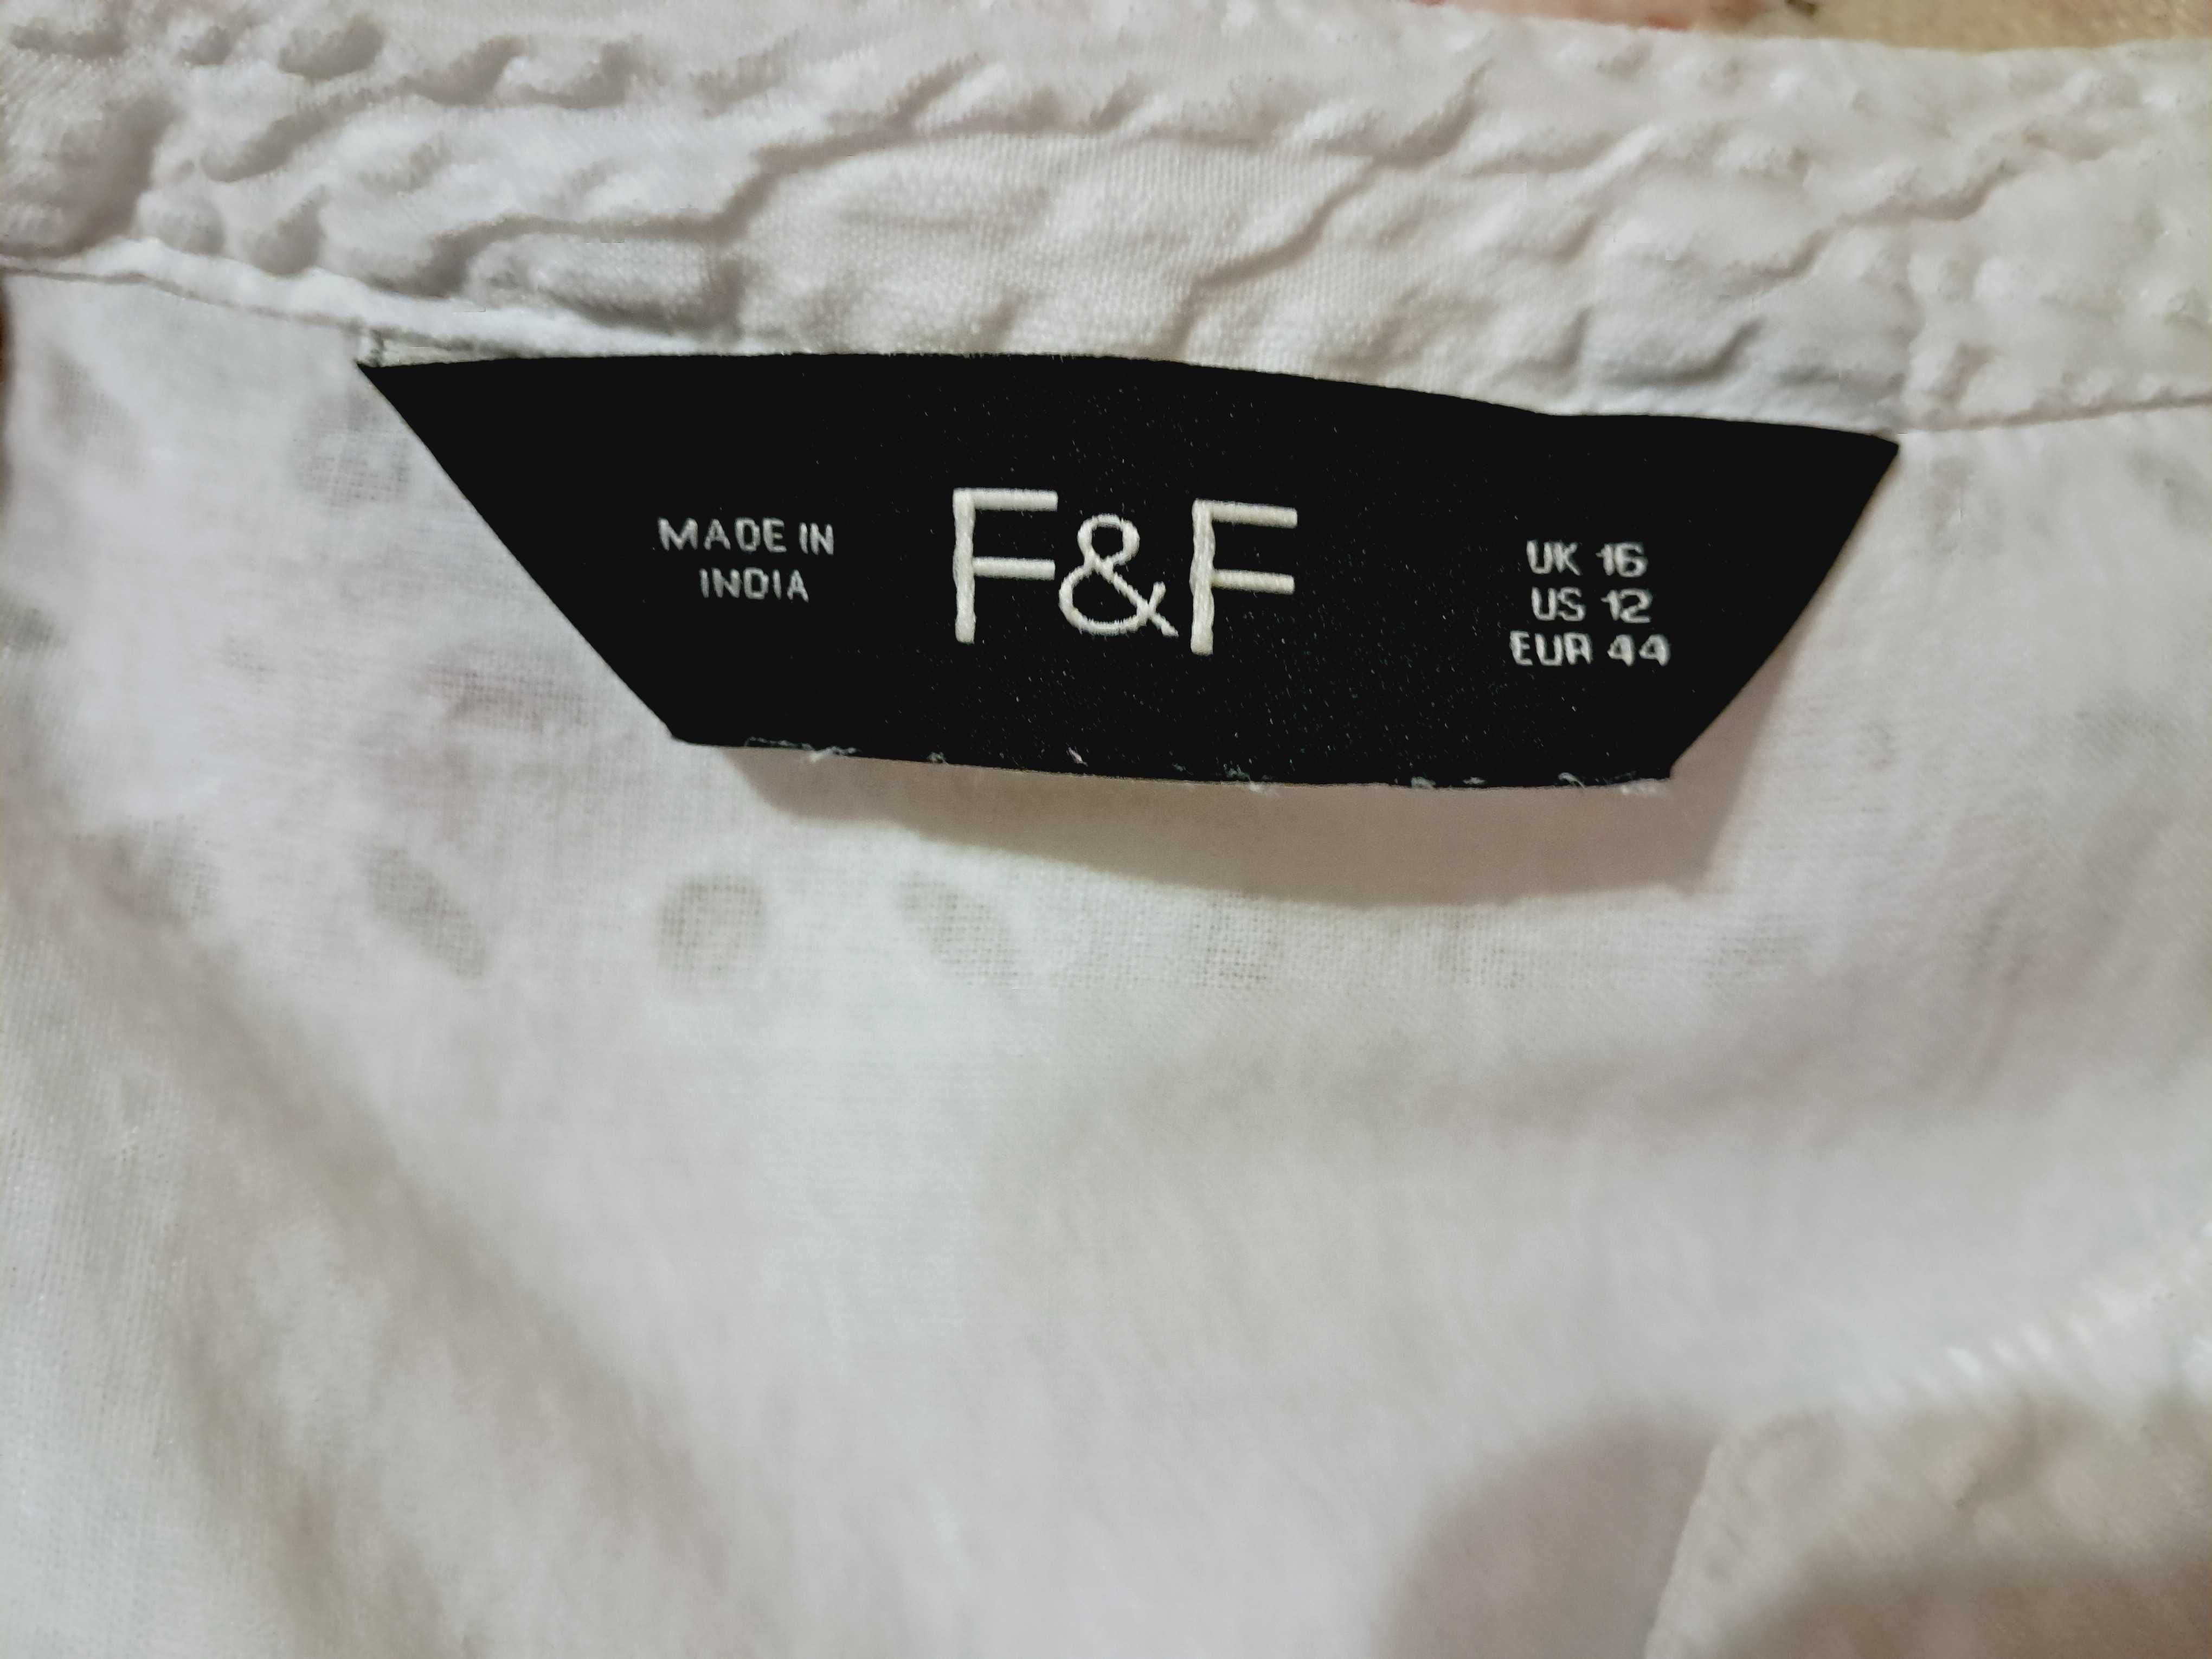 MADE IN
INDIA
F&F
UK 16
US 12
EUR 44